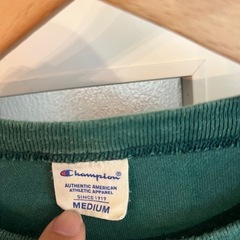 Champion
AUTHENTIC AMERICAN
ATHLETIC APPAREL
SINCE 1919
MEDIUM